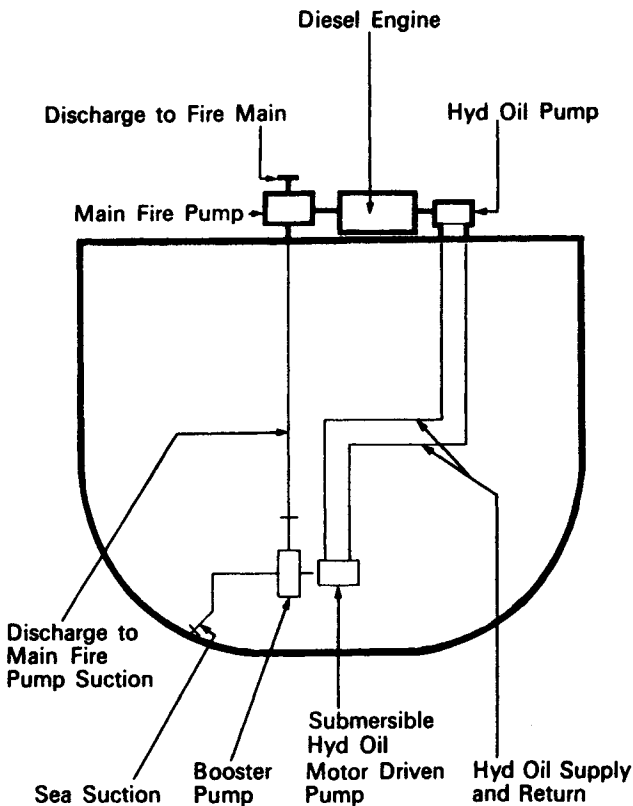 Diesel Engine
Discharge to Fire Main
Hyd Oil Pump
Main Fire Pump
Discharge to
Main Fire
Pump Suction
Sea Suction
Booster
Pump
Submersible
Hyd Oil
Motor Driven
Pump
Hyd Oil Supply
and Return